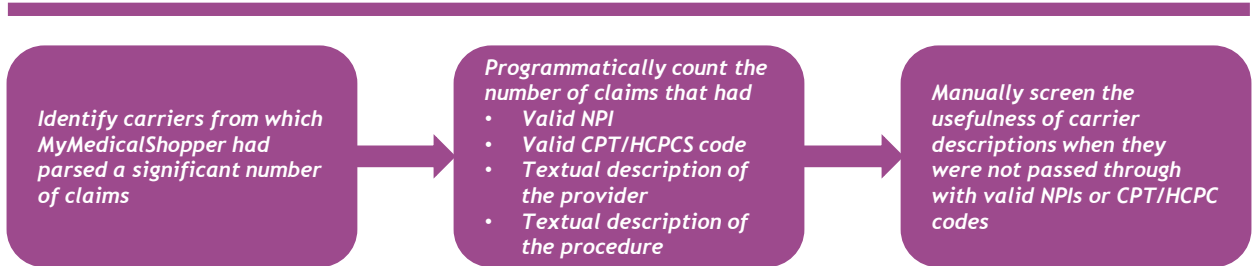 Identify carriers from which
MyMedicalShopper had
parsed a significant number
of claims
Programmatically count the
number of claims that had
• Valid NPI
• Valid CPT/HCPCS code
• Textual description of
the provider
• Textual description of
the procedure
Manually screen the
usefulness of carrier
descriptions when they
were not passed through
with valid NPIs or CPT/HCPC
codes